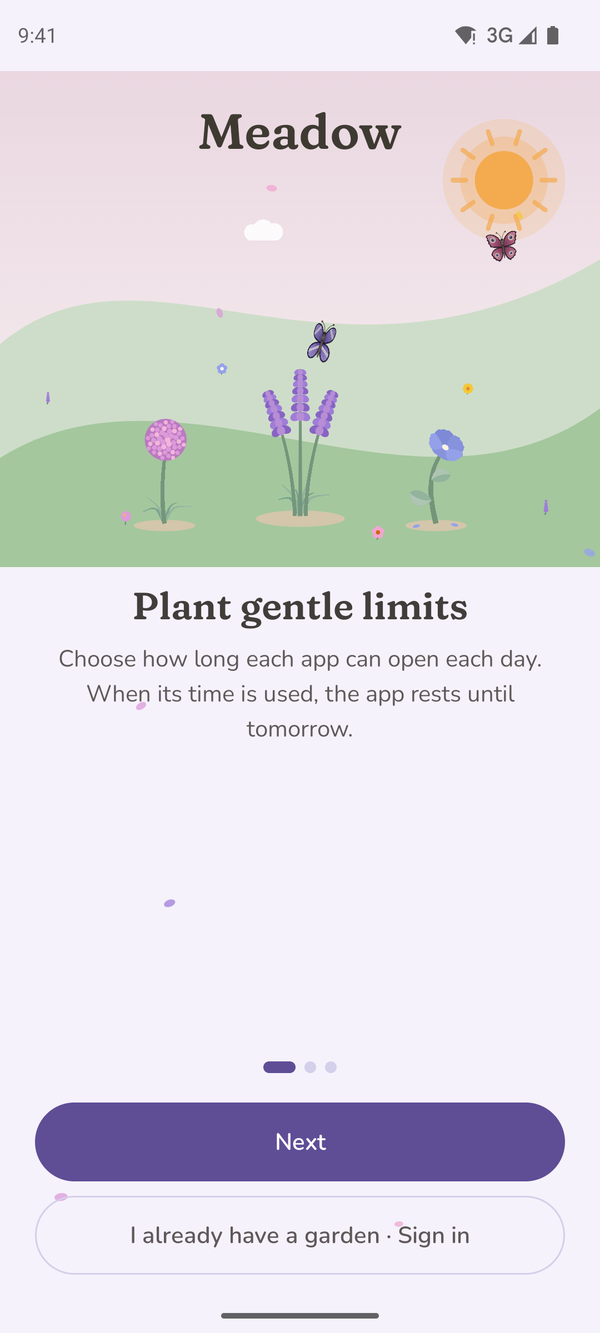 9:41
3G
Meadow
Plant gentle limits
Choose how long each app can open each day.
When its time is used, the app rests until
tomorrow.
Next
I already have a garden · Sign in